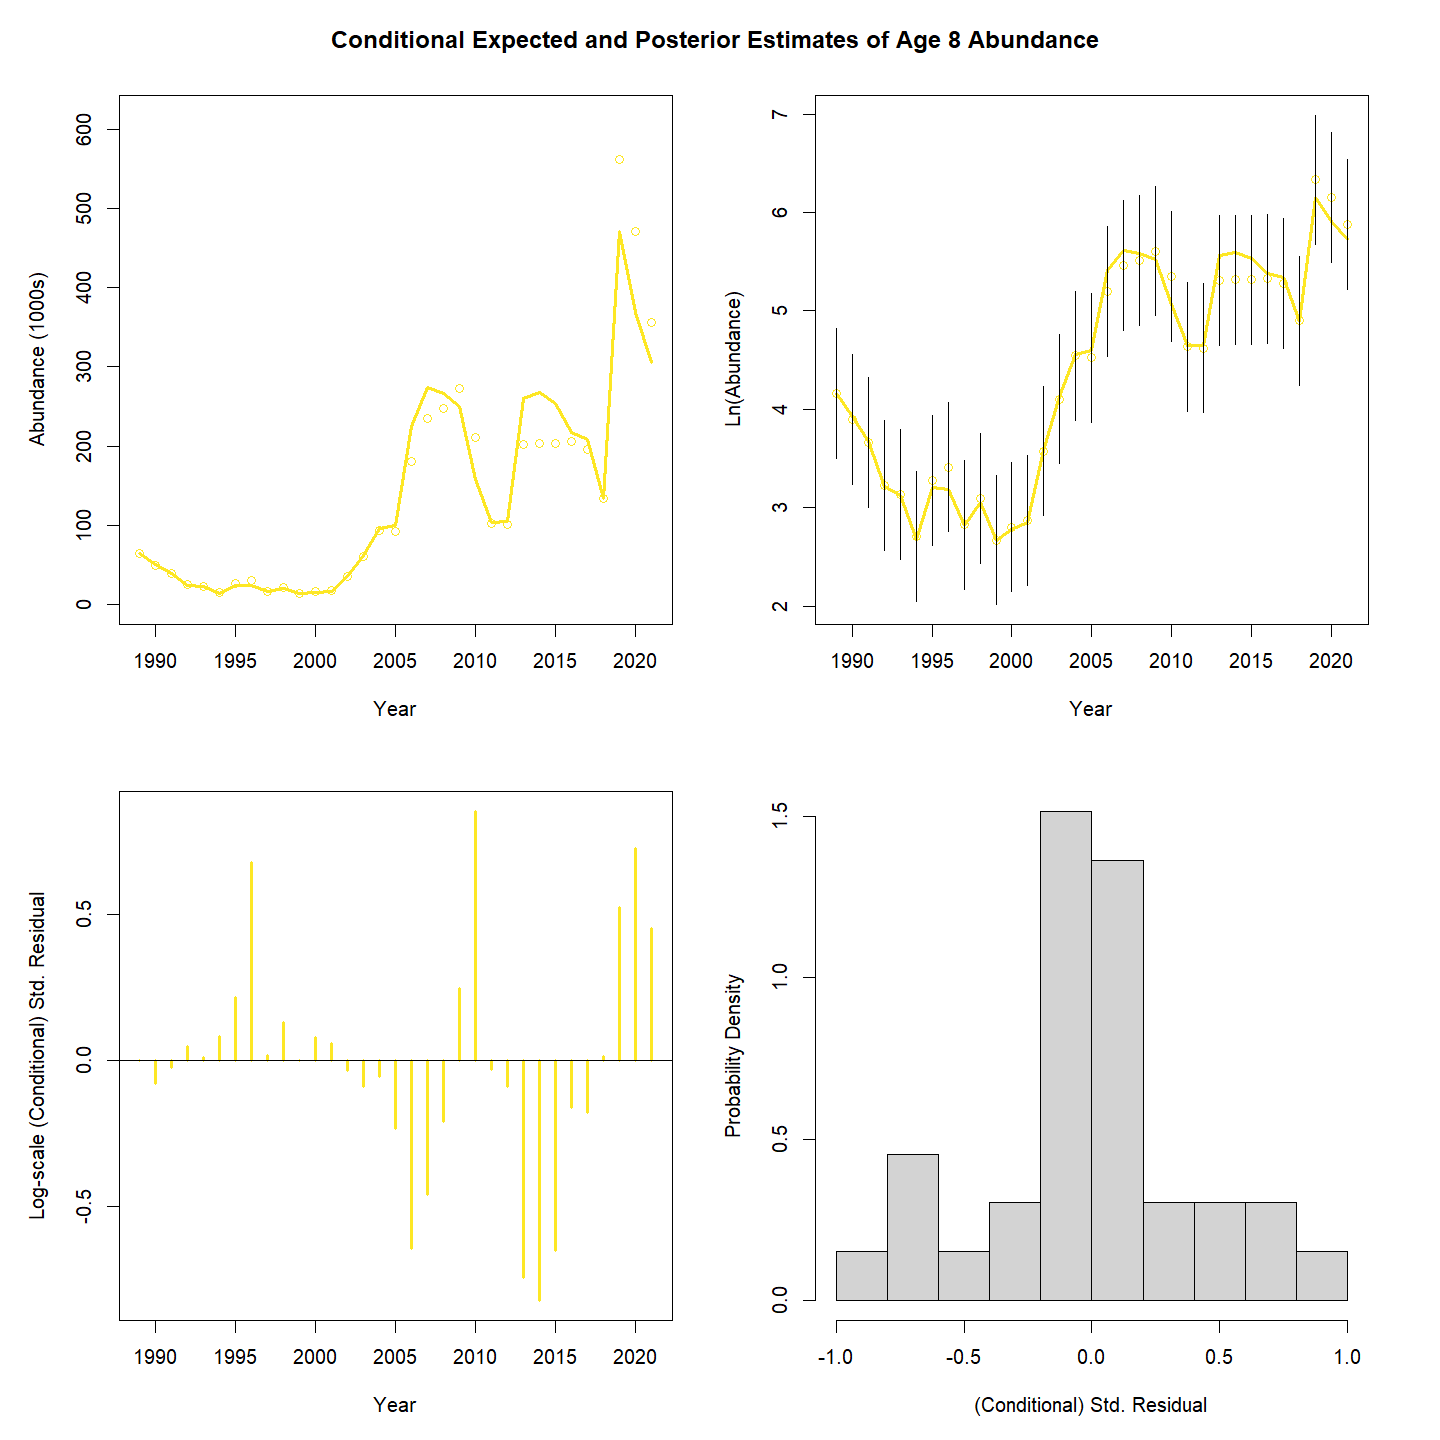 Conditional Expected and Posterior Estimates of Age 8 Abundance
Abundance (1000s)
600
500
400
300
200
100
0
1990 1995 2000 2005 2010 2015 2020
Year
Ln(Abundance)
7
6
5
4
3
2
1990 1995 2000 2005 2010 2015 2020
Year
Log-scale (Conditional) Std. Residual
0.5
0.0
-0.5
1990 1995 2000 2005 2010 2015 2020
Year
Probability Density
1.5
1.0
0.5
0.0
-1.0 -0.5 0.0 0.5 1.0
(Conditional) Std. Residual